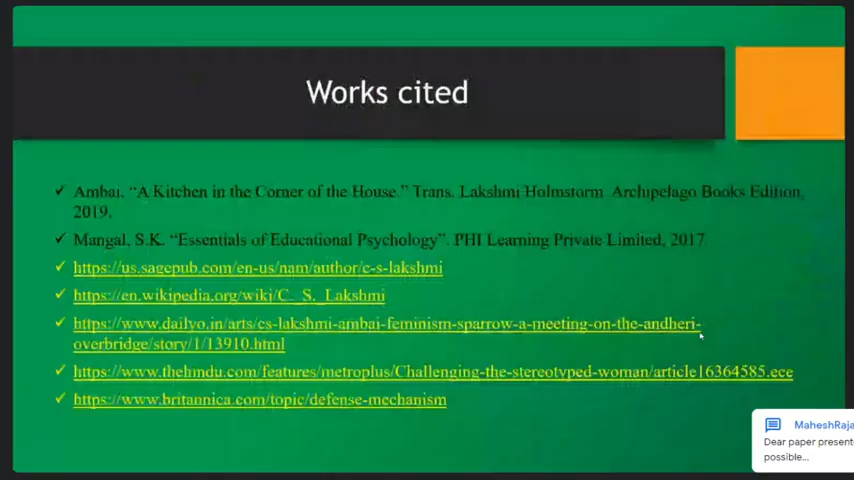 Works cited
✓ Ambai. “A Kitchen in the Corner of the House.” Trans. Lakshmi Holmstorm. Archipelago Books Edition,
2019.
✓ Mangal, S.K. “Essentials of Educational Psychology”. PHI Learning Private Limited, 2017
✓ https://us.sagepub.com/en-us/nam/author/c-s-lakshmi
✓ https://en.wikipedia.org/wiki/C._S._Lakshmi
✓ https://www.dailyo.in/arts/cs-lakshmi-ambai-feminism-sparrow-a-meeting-on-the-andheri-
overbridge/story/1/13910.html
✓ https://www.thehindu.com/features/metroplus/Challenging-the-stereotyped-woman/article16364585.ece
✓ https://www.britannica.com/topic/defense-mechanism
MaheshRaja
Dear paper present
possible...